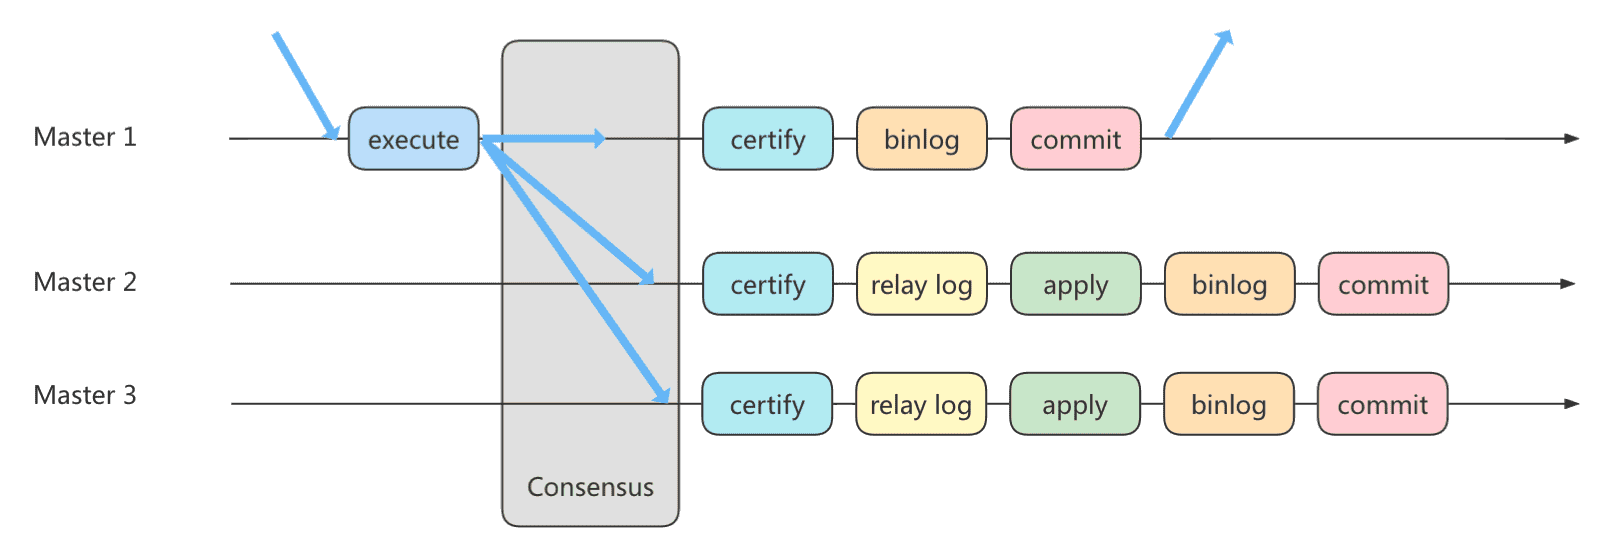 Master 1
execute
certify
binlog
commit
Master 2
certify
relay log
apply
binlog
commit
Master 3
certify
relay log
apply
binlog
commit
Consensus